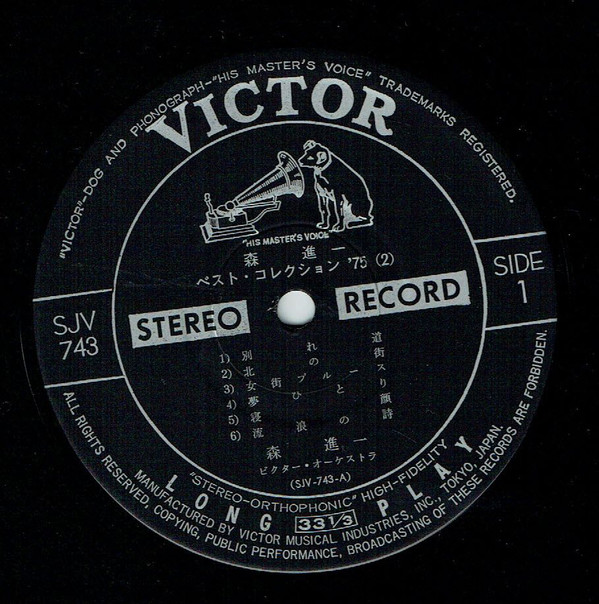 "VICTOR"-DOG AND PHONOGRAPH-"HIS MASTER'S VOICE" TRADEMARKS REGISTERED.
VICTOR
"HIS MASTER'S VOICE"
森 進一
ベスト・コレクション '75 (2)
SJV
743
STEREO RECORD
SIDE
1
1) 別れ道
2) 北の街
3) 女街ブルース
4) 夢ひとり
5) 寝顔
6) 流浪の詩
森 進一
ビクター・オーケストラ
(SJV-743-A)
"STEREO-ORTHOPHONIC" HIGH-FIDELITY
LONG 33 1/3 PLAY
MANUFACTURED BY VICTOR MUSICAL INDUSTRIES, INC., TOKYO, JAPAN.
ALL RIGHTS RESERVED, COPYING, PUBLIC PERFORMANCE, BROADCASTING OF THESE RECORDS ARE FORBIDDEN.